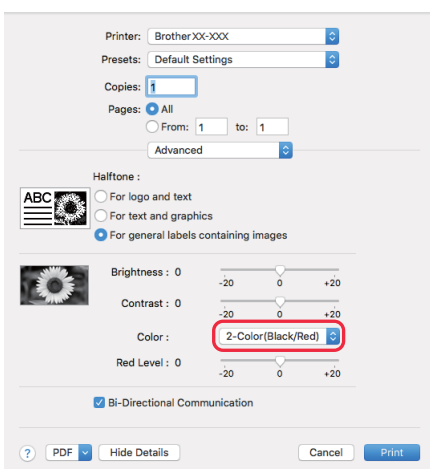 Printer: Brother XX-XXX
Presets: Default Settings
Copies: 1
Pages: All
From: 1 to: 1
Advanced
Halftone :
ABC
For logo and text
For text and graphics
For general labels containing images
Brightness : 0
-20 0 +20
Contrast : 0
-20 0 +20
Color : 2-Color(Black/Red)
Red Level : 0
-20 0 +20
Bi-Directional Communication
? PDF Hide Details Cancel Print